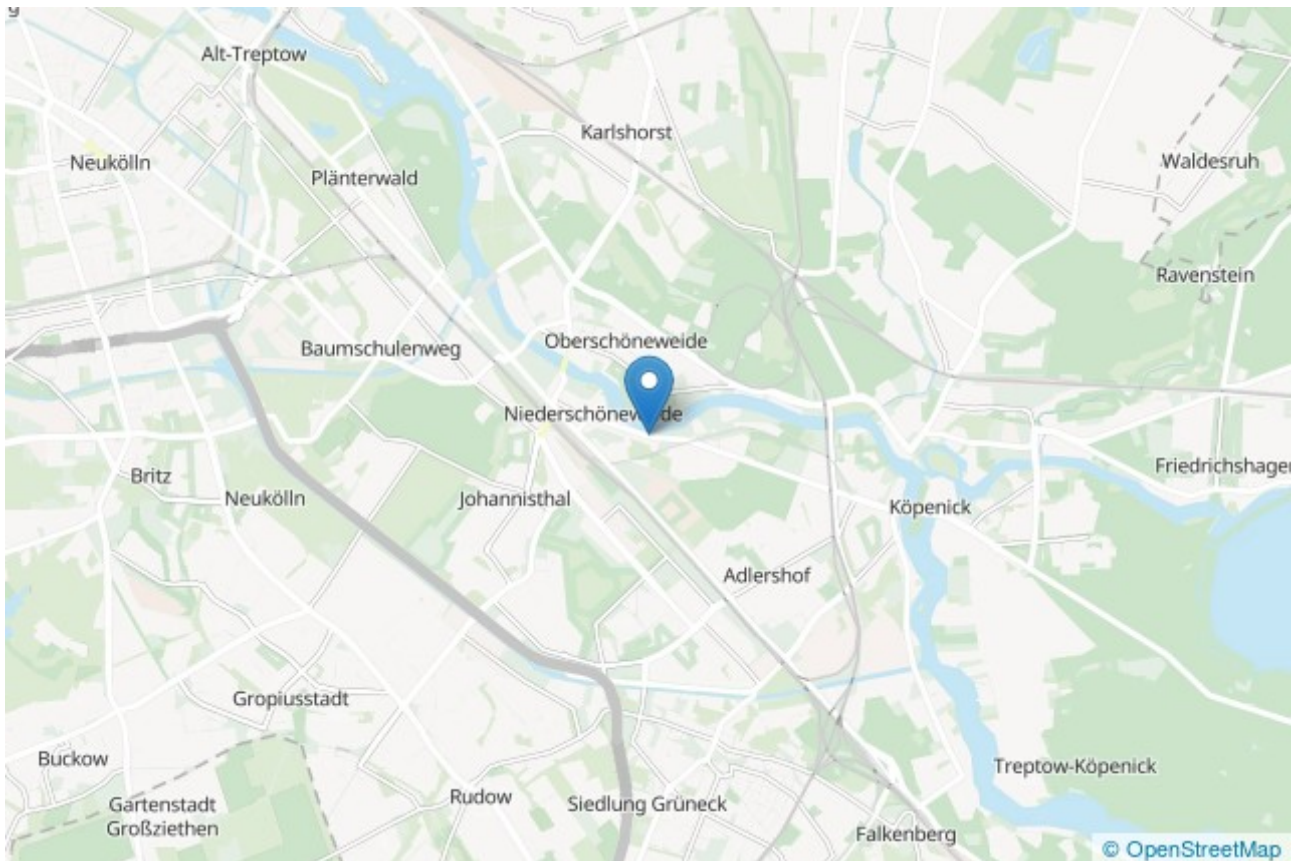 g
Alt-Treptow
Karlshorst
Neukölln
Waldesruh
Plänterwald
Ravenstein
Oberschöneweide
Baumschulenweg
Niederschöneweide
Friedrichshagen
Britz
Neukölln
Johannisthal
Köpenick
Adlershof
Gropiusstadt
Buckow
Treptow-Köpenick
Rudow
Siedlung Grüneck
Gartenstadt
Großziethen
Falkenberg
© OpenStreetMap